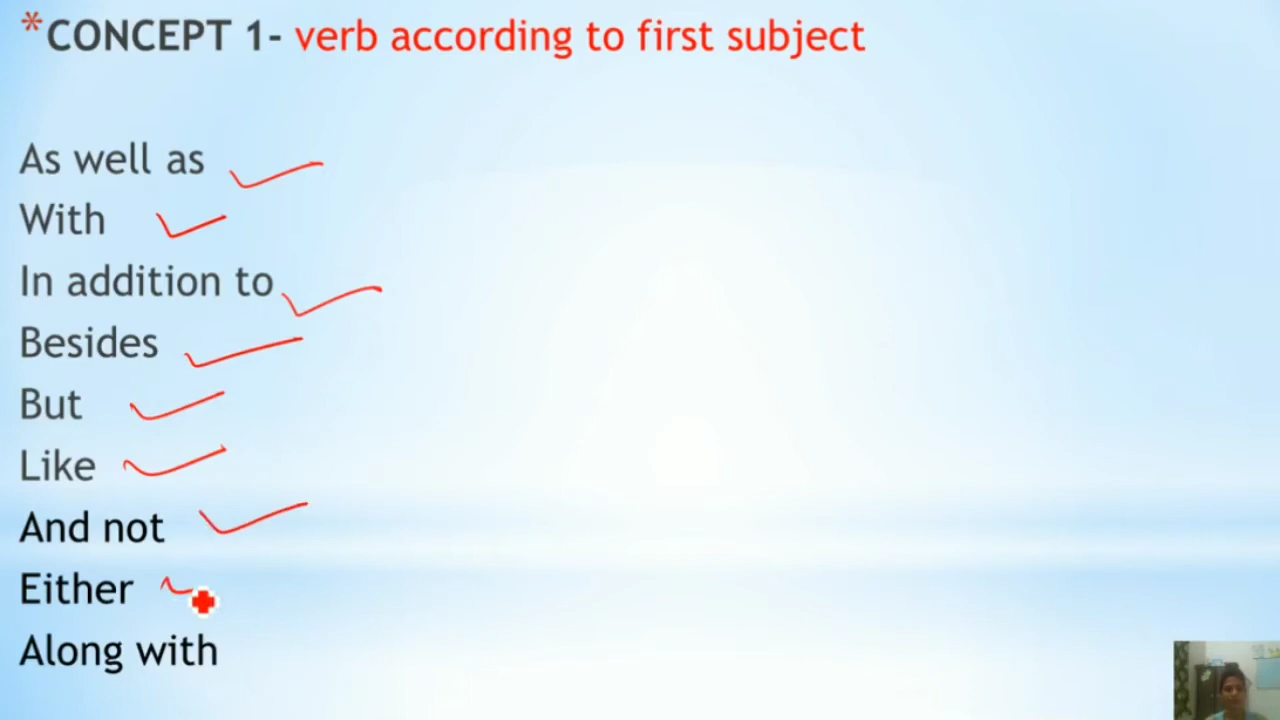 *CONCEPT 1- verb according to first subject
As well as
With
In addition to
Besides
But
Like
And not
Either
Along with